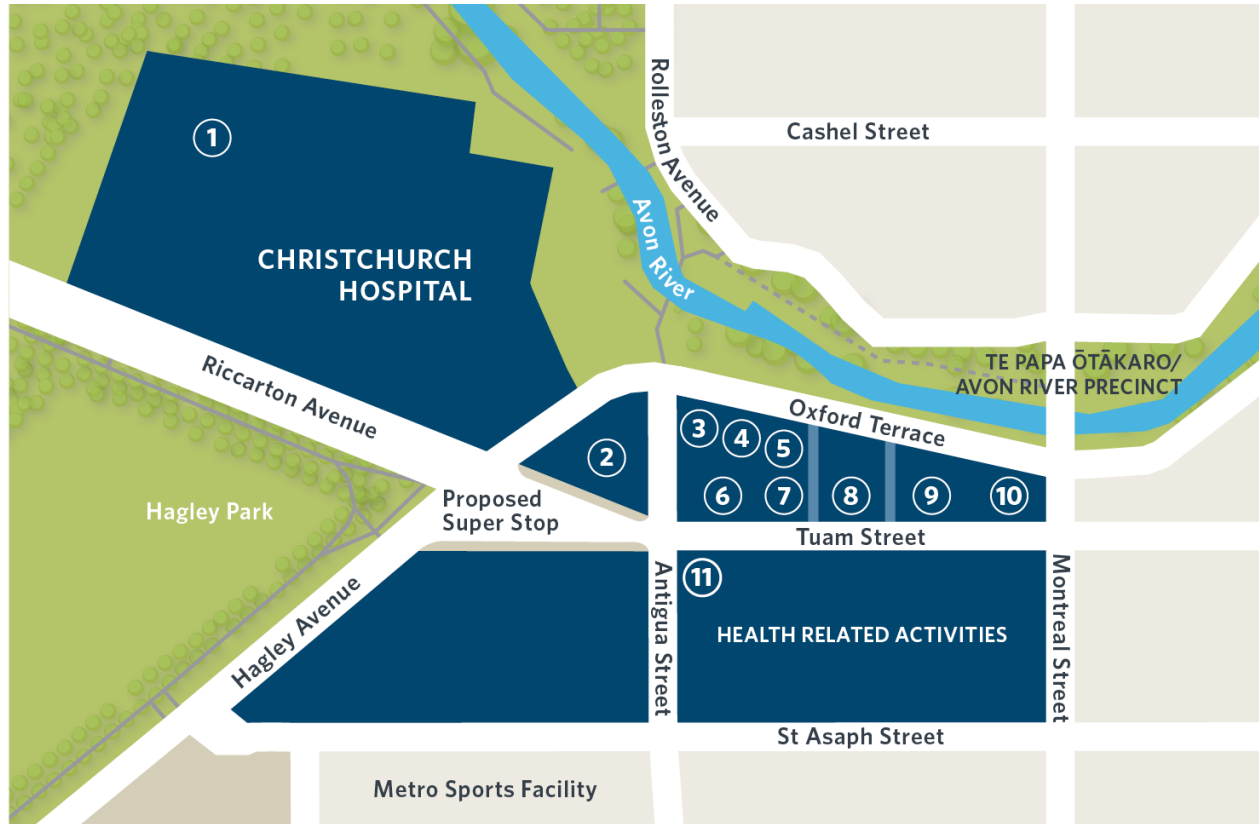 Rolleston Avenue
Cashel Street
1
CHRISTCHURCH
HOSPITAL
Avon River
Riccarton Avenue
TE PAPA ŌTĀKARO/
AVON RIVER PRECINCT
Oxford Terrace
2
3
4
5
6
7
8
9
10
Hagley Park
Proposed
Super Stop
Tuam Street
Hagley Avenue
Antigua Street
11
HEALTH RELATED ACTIVITIES
Montreal Street
St Asaph Street
Metro Sports Facility